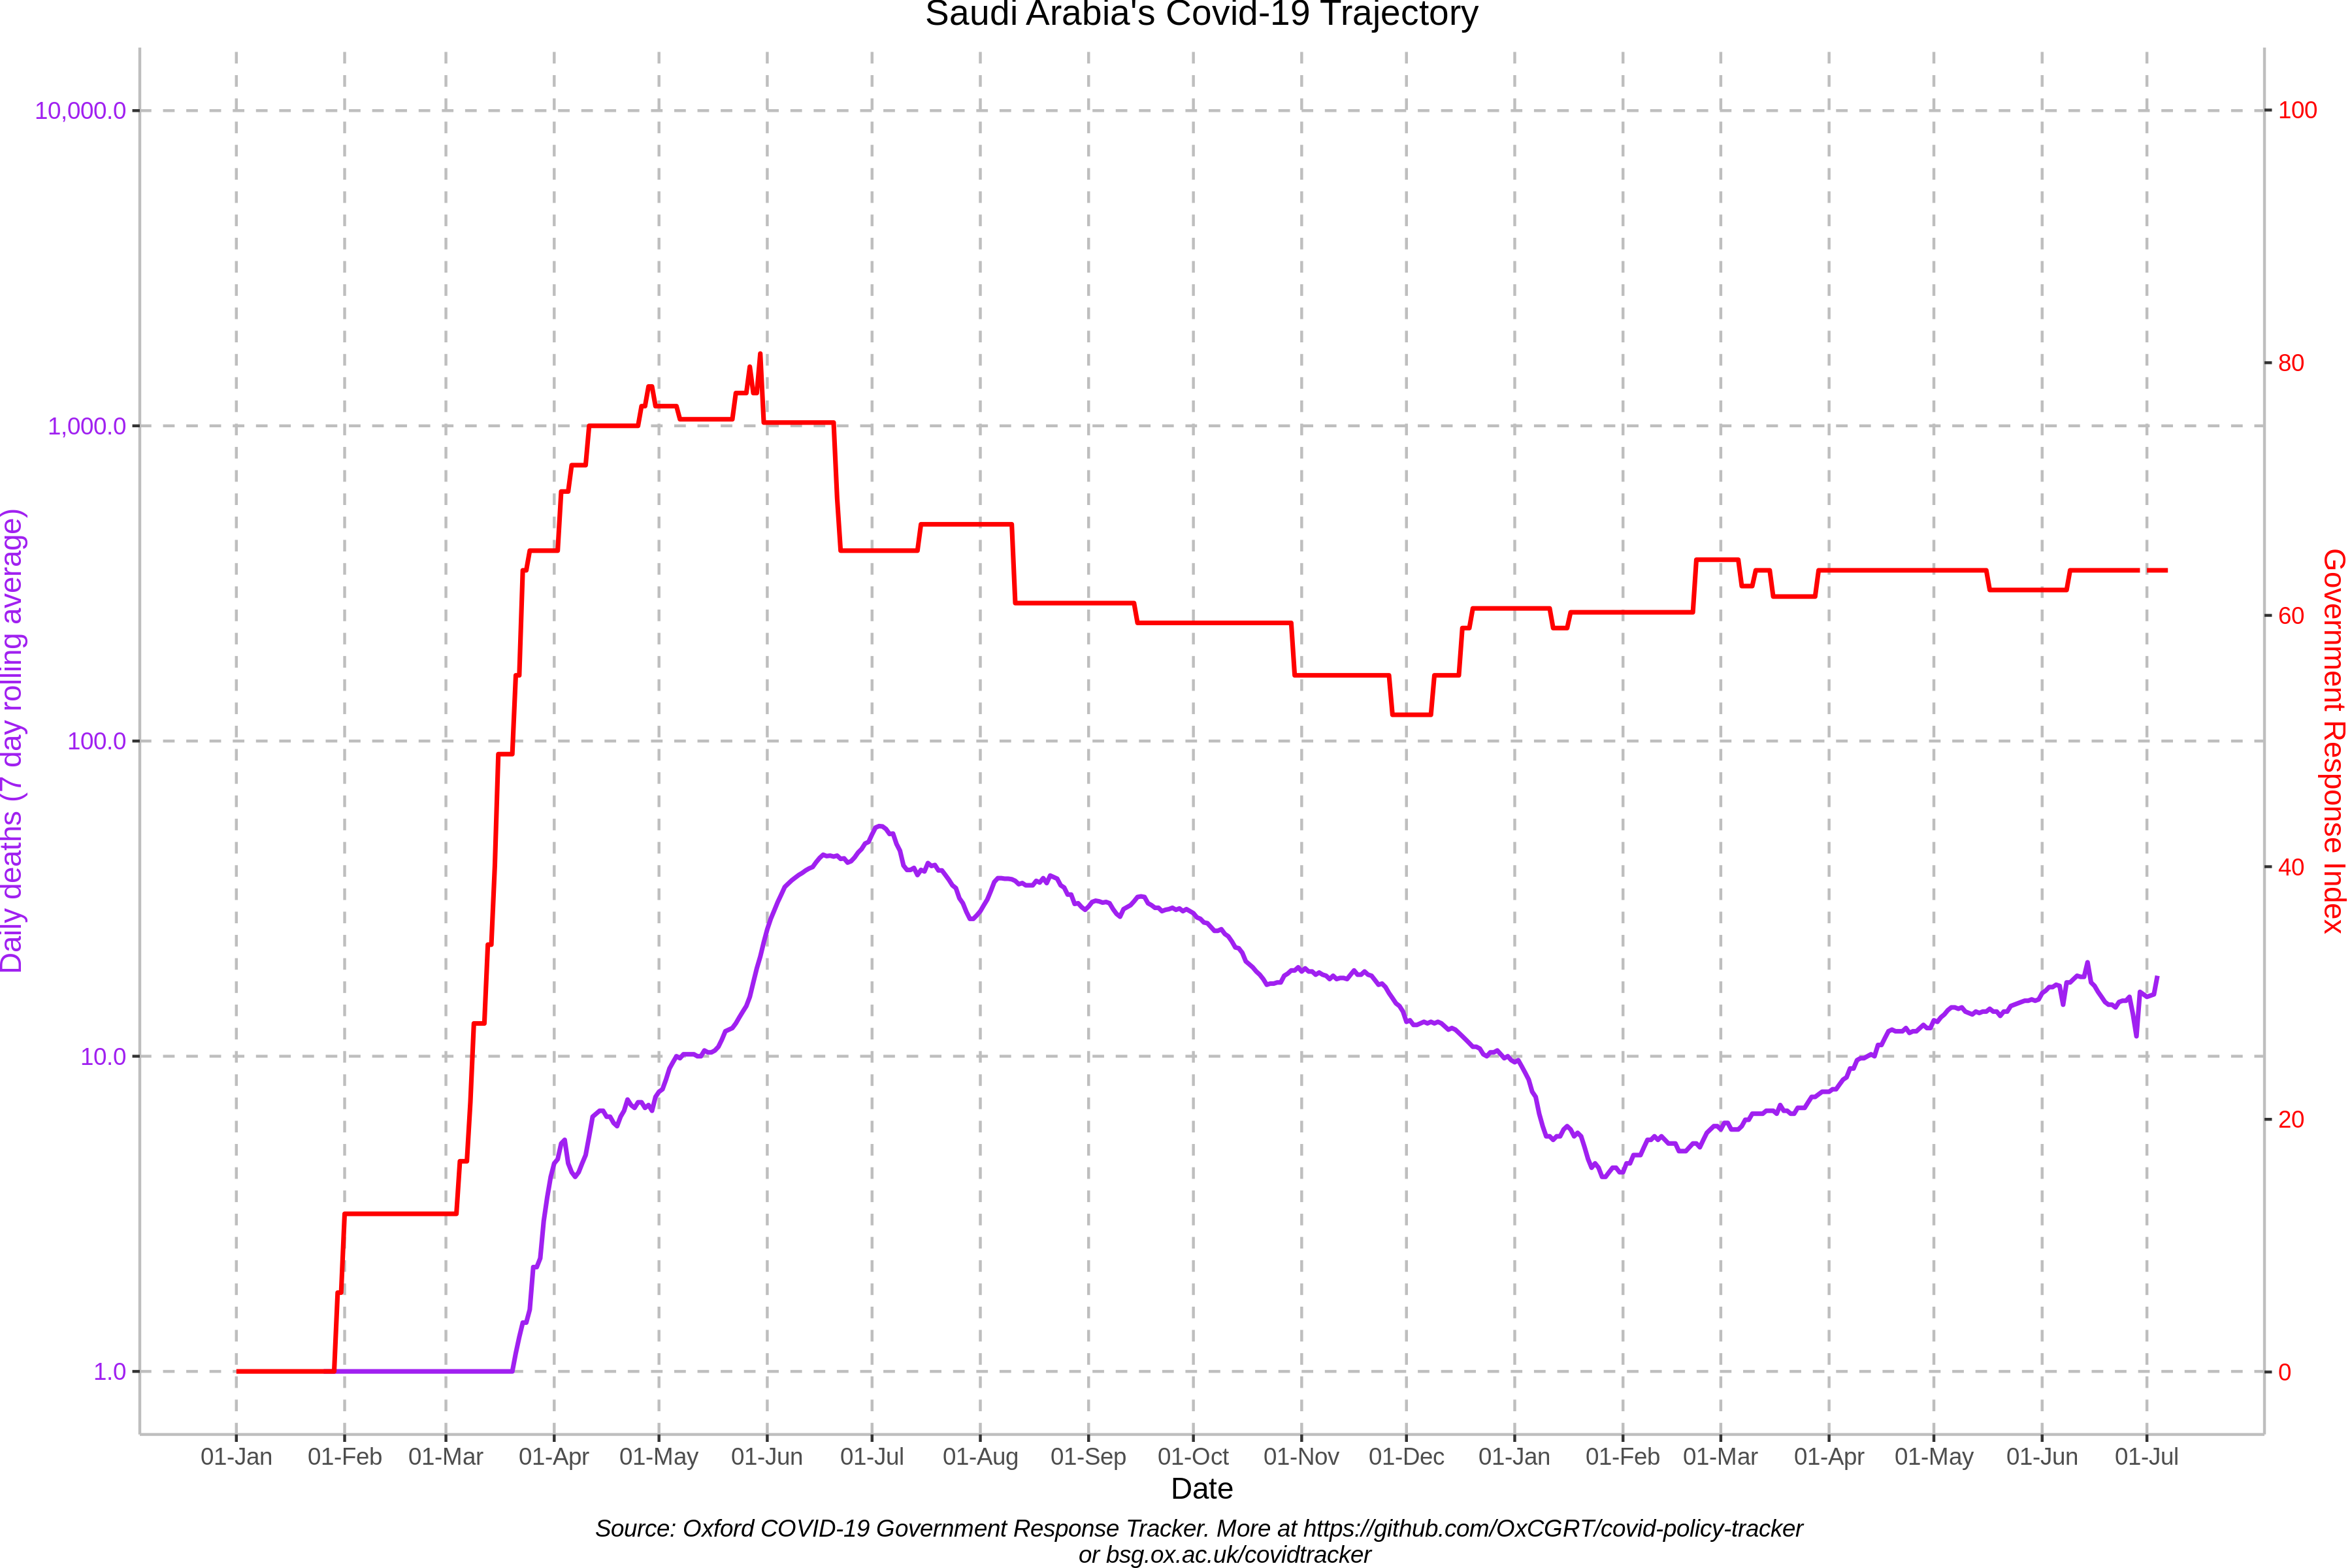 Saudi Arabia's Covid-19 Trajectory
10,000.0
1,000.0
100.0
10.0
1.0
Daily deaths (7 day rolling average)
100
80
60
40
20
0
Government Response Index
01-Jan 01-Feb 01-Mar 01-Apr 01-May 01-Jun 01-Jul 01-Aug 01-Sep 01-Oct 01-Nov 01-Dec 01-Jan 01-Feb 01-Mar 01-Apr 01-May 01-Jun 01-Jul
Date
Source: Oxford COVID-19 Government Response Tracker. More at https://github.com/OxCGRT/covid-policy-tracker
or bsg.ox.ac.uk/covidtracker